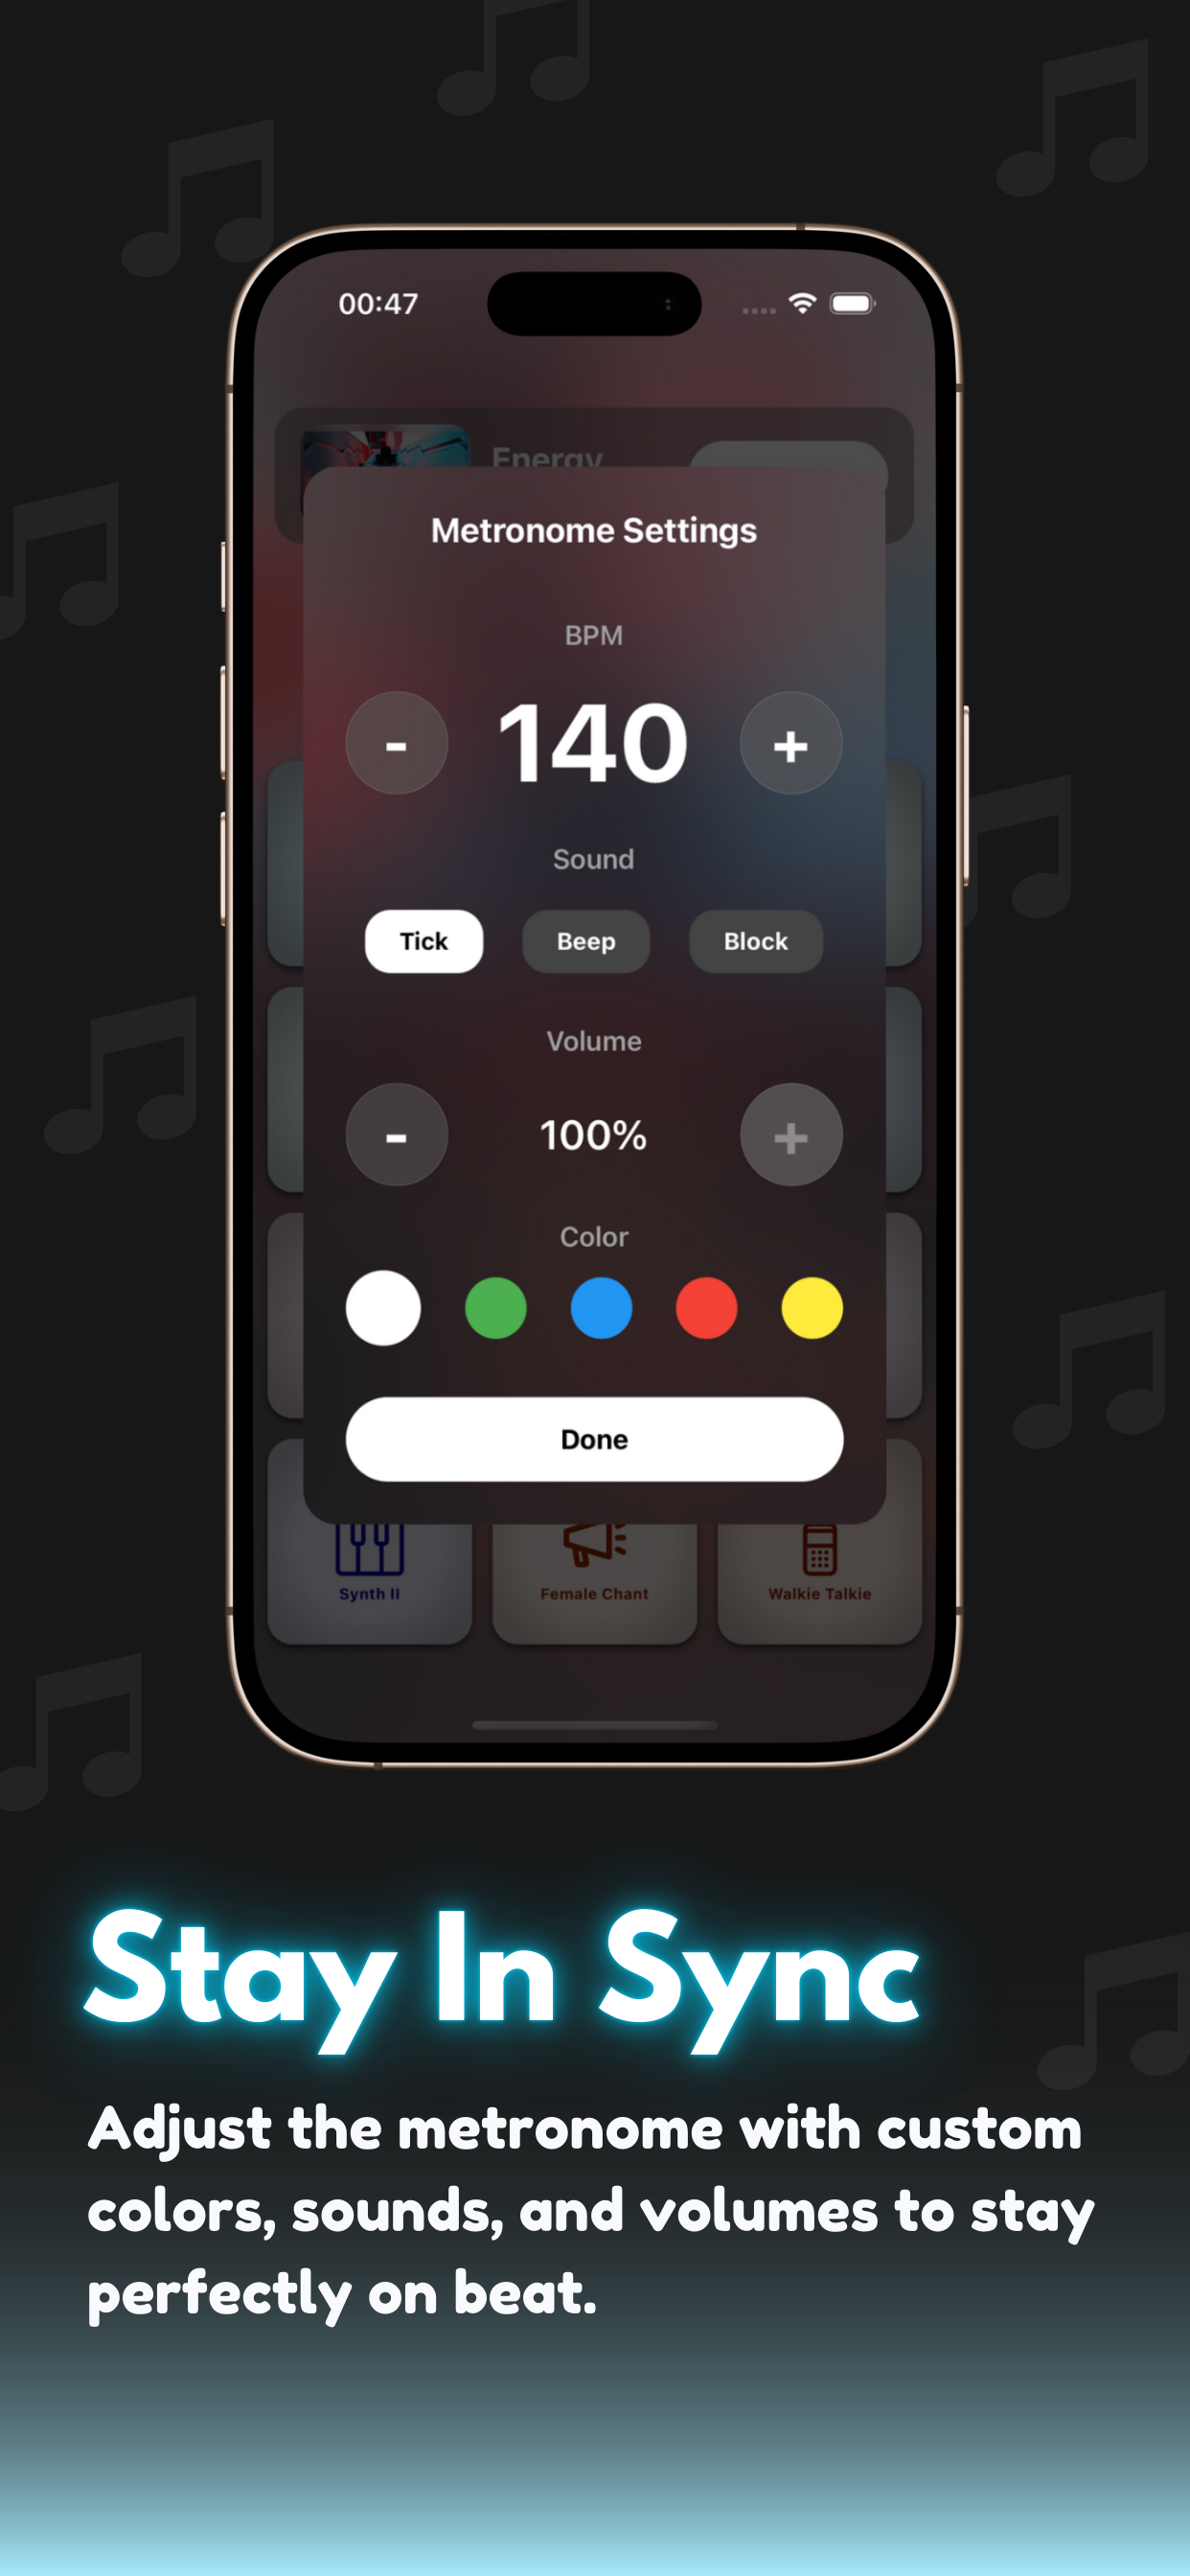 00:47
Energy
Metronome Settings
BPM
- 140 +
Sound
Tick Beep Block
Volume
- 100% +
Color
Done
Synth II Female Chant Walkie Talkie
Stay In Sync
Adjust the metronome with custom
colors, sounds, and volumes to stay
perfectly on beat.